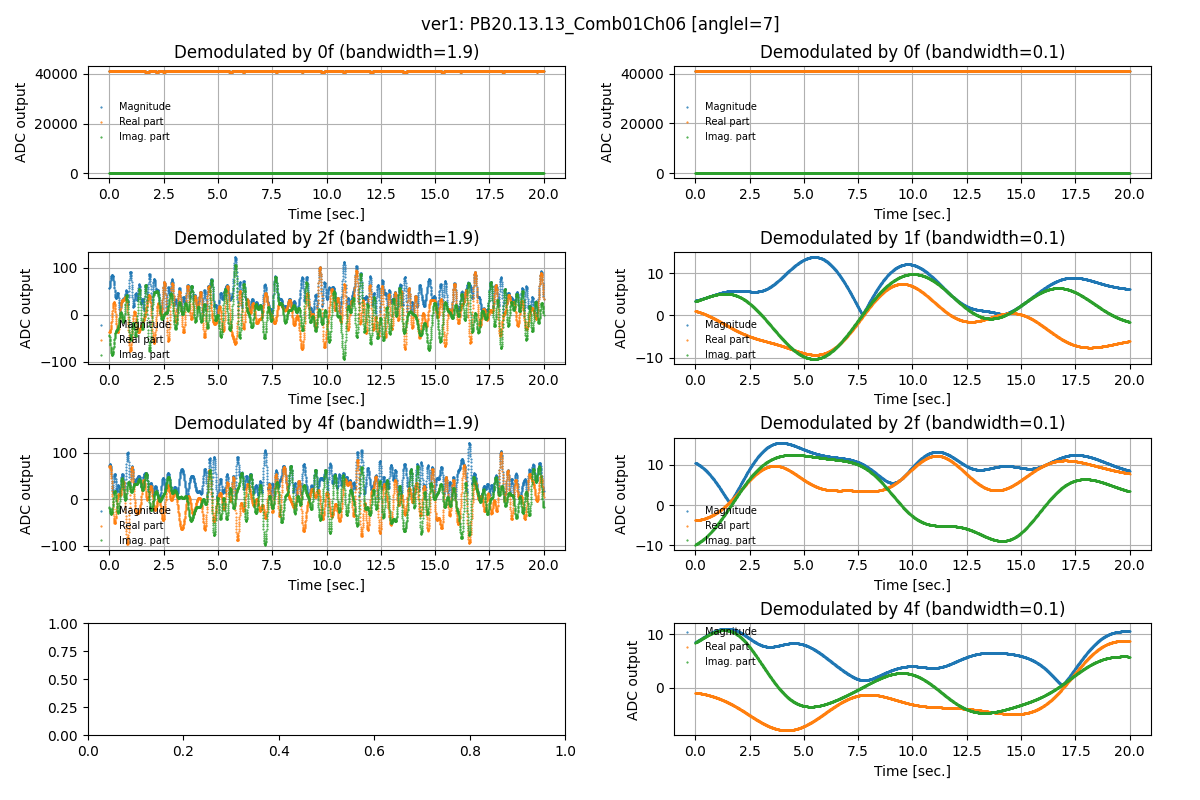 ver1: PB20.13.13_Comb01Ch06 [angleI=7]
Demodulated by 0f (bandwidth=1.9)
ADC output
40000
20000
0
Magnitude
Real part
Imag. part
0.0 2.5 5.0 7.5 10.0 12.5 15.0 17.5 20.0
Time [sec.]
Demodulated by 0f (bandwidth=0.1)
ADC output
40000
20000
0
Magnitude
Real part
Imag. part
0.0 2.5 5.0 7.5 10.0 12.5 15.0 17.5 20.0
Time [sec.]
Demodulated by 2f (bandwidth=1.9)
ADC output
100
0
−100
Magnitude
Real part
Imag. part
0.0 2.5 5.0 7.5 10.0 12.5 15.0 17.5 20.0
Time [sec.]
Demodulated by 1f (bandwidth=0.1)
ADC output
10
0
−10
Magnitude
Real part
Imag. part
0.0 2.5 5.0 7.5 10.0 12.5 15.0 17.5 20.0
Time [sec.]
Demodulated by 4f (bandwidth=1.9)
ADC output
100
0
−100
Magnitude
Real part
Imag. part
0.0 2.5 5.0 7.5 10.0 12.5 15.0 17.5 20.0
Time [sec.]
Demodulated by 2f (bandwidth=0.1)
ADC output
10
0
−10
Magnitude
Real part
Imag. part
0.0 2.5 5.0 7.5 10.0 12.5 15.0 17.5 20.0
Time [sec.]
1.00
0.75
0.50
0.25
0.00
0.0 0.2 0.4 0.6 0.8 1.0
Demodulated by 4f (bandwidth=0.1)
ADC output
10
0
Magnitude
Real part
Imag. part
0.0 2.5 5.0 7.5 10.0 12.5 15.0 17.5 20.0
Time [sec.]